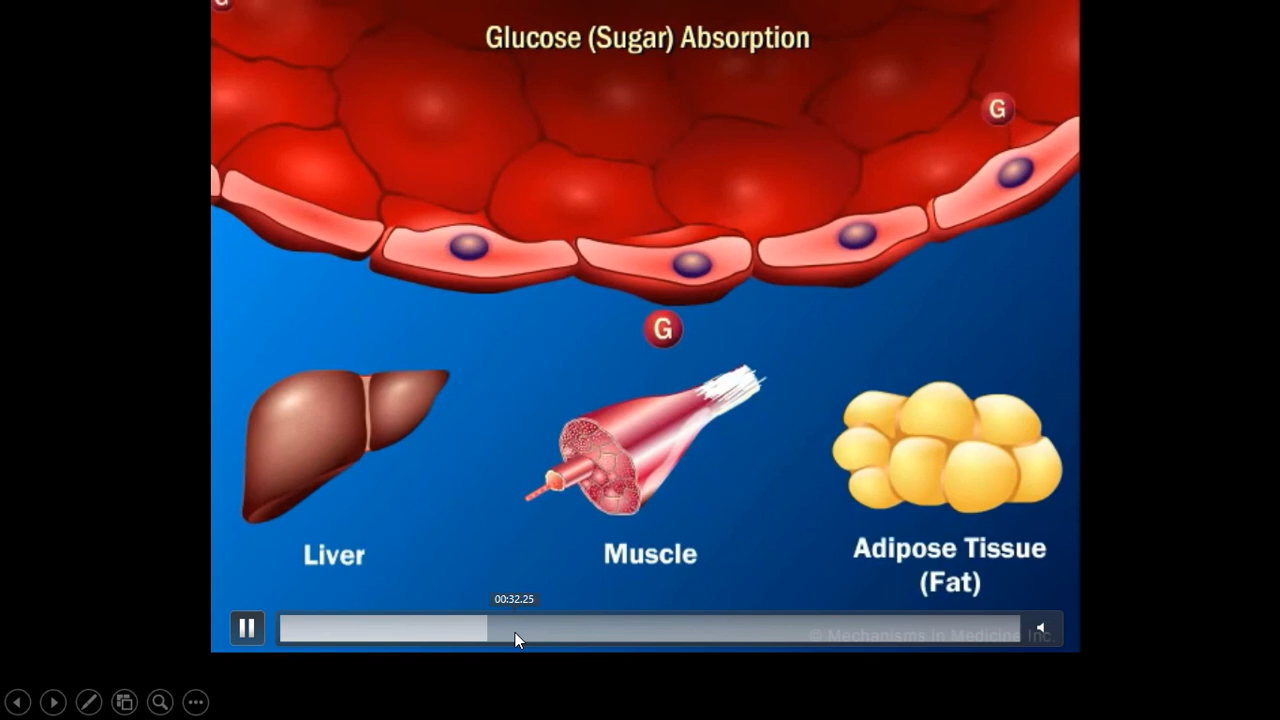 G
Glucose (Sugar) Absorption
G
G
Liver
Muscle
Adipose Tissue
(Fat)
00:32.25
© Mechanisms in Medicine Inc.